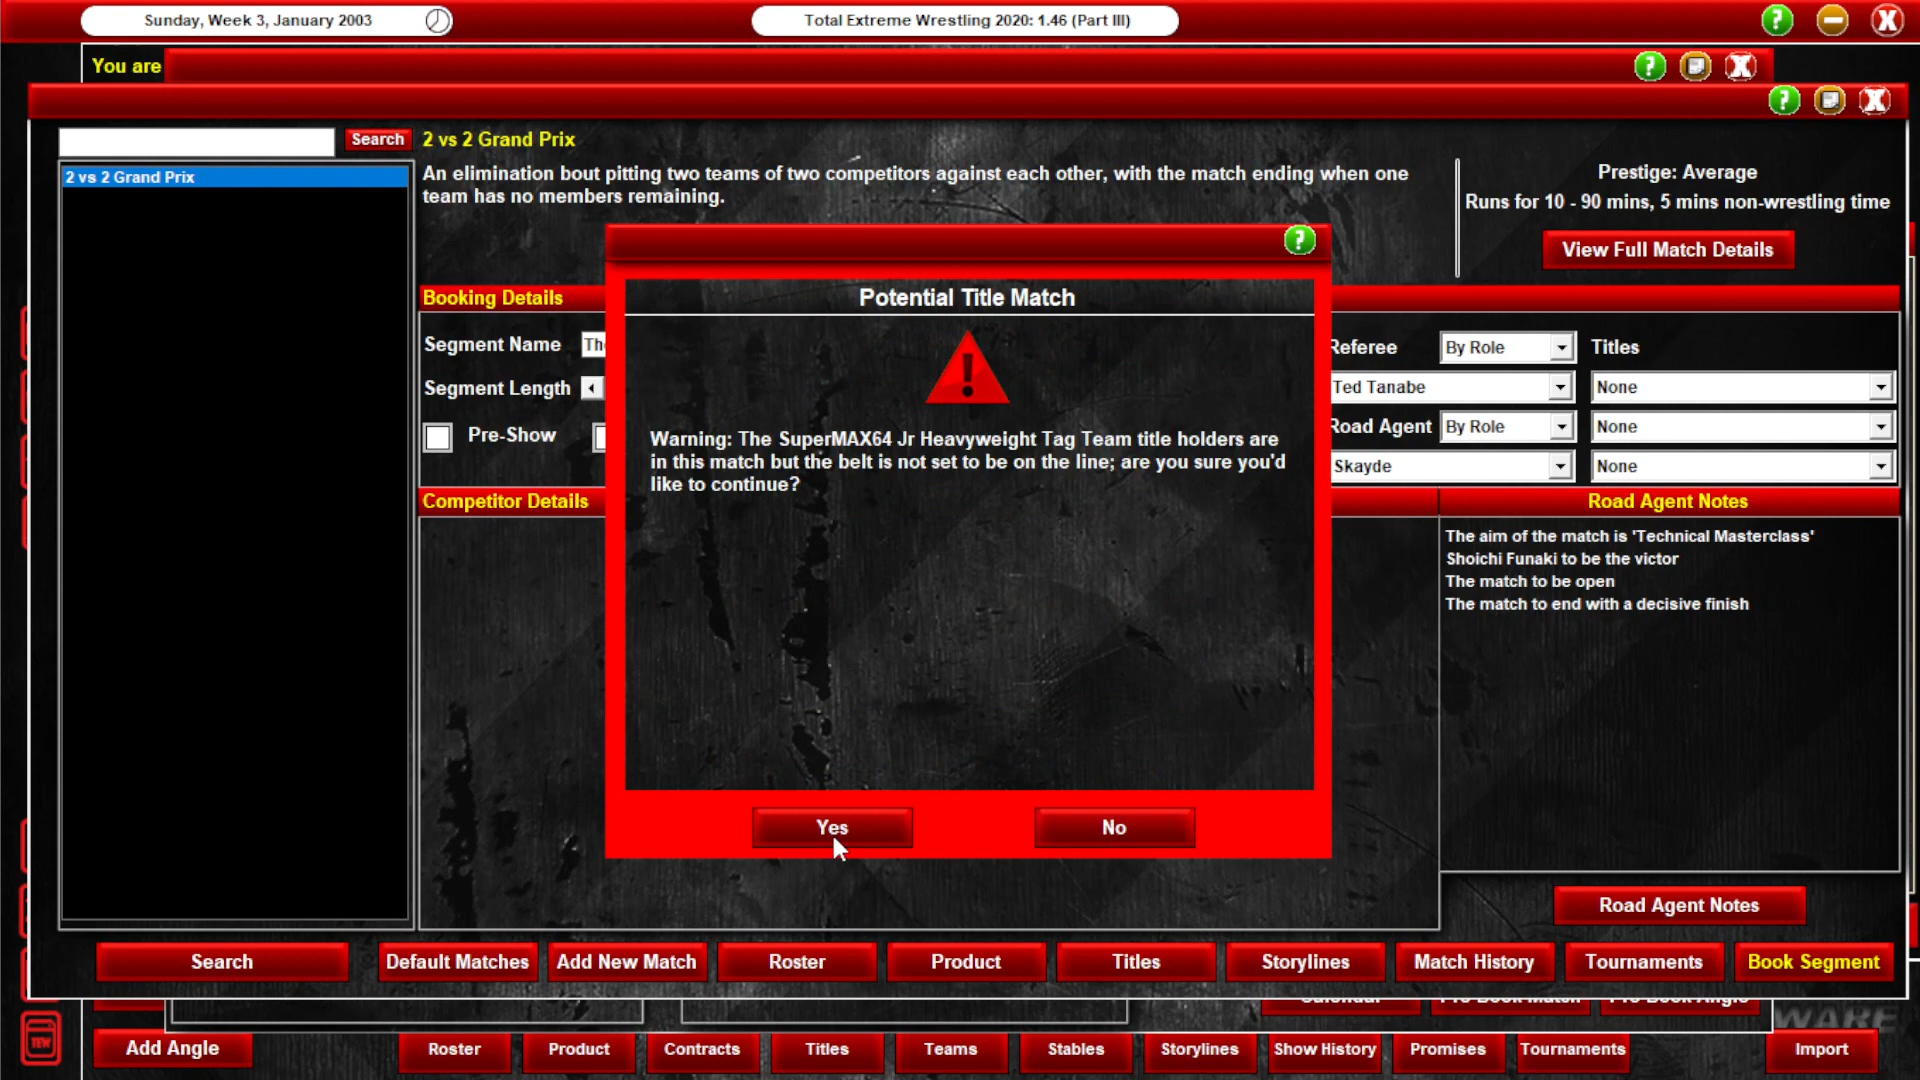 Sunday, Week 3, January 2003
Total Extreme Wrestling 2020: 1.46 (Part III)
You are
Search
2 vs 2 Grand Prix
2 vs 2 Grand Prix
An elimination bout pitting two teams of two competitors against each other, with the match ending when one
team has no members remaining.
Prestige: Average
Runs for 10 - 90 mins, 5 mins non-wrestling time
View Full Match Details
Booking Details
Segment Name
Segment Length
Pre-Show
Potential Title Match
Warning: The SuperMAX64 Jr Heavyweight Tag Team title holders are
in this match but the belt is not set to be on the line; are you sure you'd
like to continue?
Yes
No
Referee
By Role
Titles
Ted Tanabe
None
Road Agent
By Role
None
Skayde
None
Competitor Details
Road Agent Notes
The aim of the match is 'Technical Masterclass'
Shoichi Funaki to be the victor
The match to be open
The match to end with a decisive finish
Road Agent Notes
Search
Default Matches
Add New Match
Roster
Product
Titles
Storylines
Match History
Tournaments
Book Segment
Calendar
Pre Book Match
Pre Book Angle
WARE
TEW
Add Angle
Roster
Product
Contracts
Titles
Teams
Stables
Storylines
Show History
Promises
Tournaments
Import